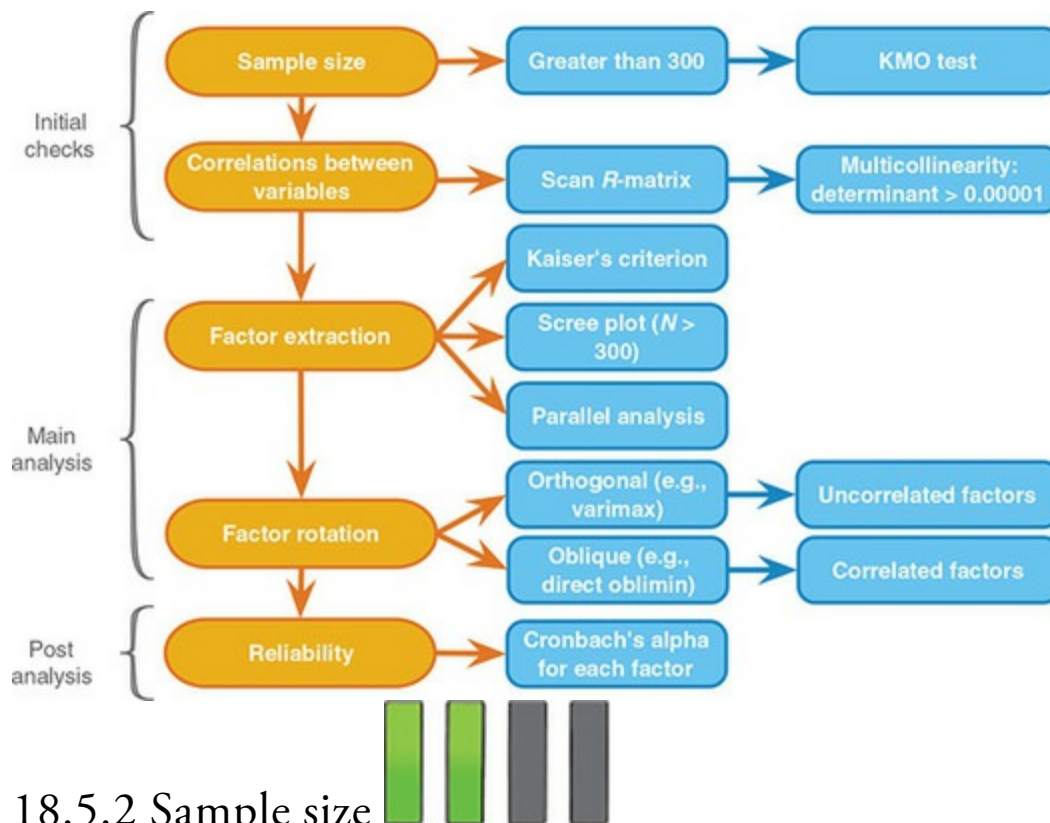 Initial
checks
Sample size
Greater than 300
KMO test
Correlations between
variables
Scan R-matrix
Multicollinearity:
determinant > 0.00001
Main
analysis
Factor extraction
Kaiser's criterion
Scree plot (N >
300)
Parallel analysis
Factor rotation
Orthogonal (e.g.,
varimax)
Uncorrelated factors
Oblique (e.g.,
direct oblimin)
Correlated factors
Post
analysis
Reliability
Cronbach's alpha
for each factor
18.5.2 Sample size